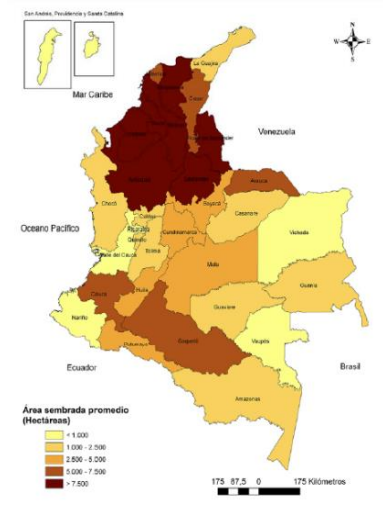 San Andrés, Providencia y Santa Catalina
N
W E
S
Mar Caribe
La Guajira
Cesar
Venezuela
Arauca
Boyacá
Casanare
Chocó
Caldas
Cundinamarca
Vichada
Oceano Pacífico
Tolima
Valle del Cauca
Meta
Guainía
Huila
Cauca
Guaviare
Nariño
Caquetá
Vaupés
Putumayo
Ecuador
Brasil
Amazonas
Área sembrada promedio
(Hectáreas)
< 1.000
1.000 - 2.500
2.500 - 5.000
5.000 - 7.500
> 7.500
175 87,5 0 175 Kilómetros